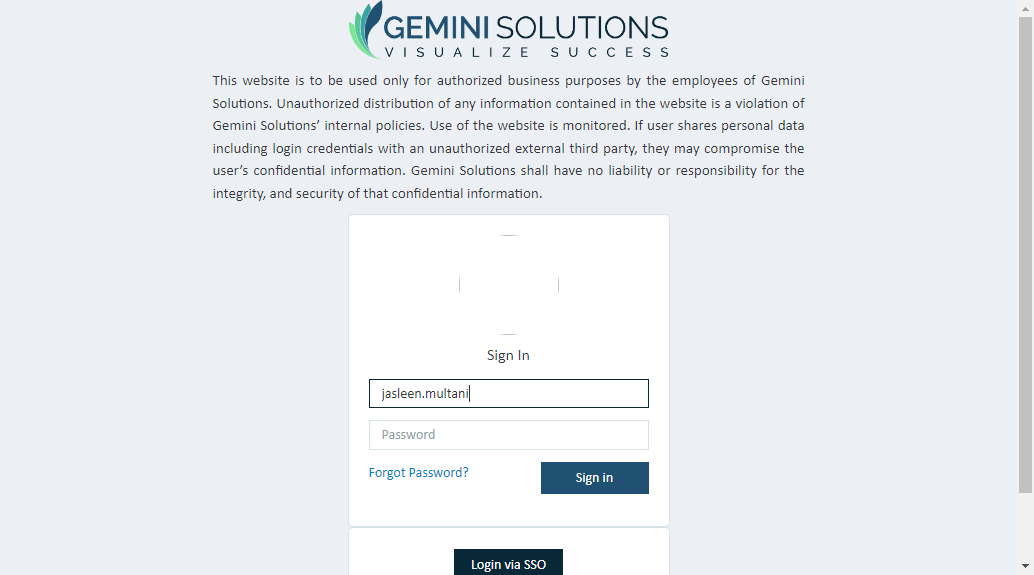 GEMINI SOLUTIONS
VISUALIZE SUCCESS
This website is to be used only for authorized business purposes by the employees of Gemini
Solutions. Unauthorized distribution of any information contained in the website is a violation of
Gemini Solutions’ internal policies. Use of the website is monitored. If user shares personal data
including login credentials with an unauthorized external third party, they may compromise the
user’s confidential information. Gemini Solutions shall have no liability or responsibility for the
integrity, and security of that confidential information.
Sign In
jasleen.multani
Password
Forgot Password?
Sign in
Login via SSO